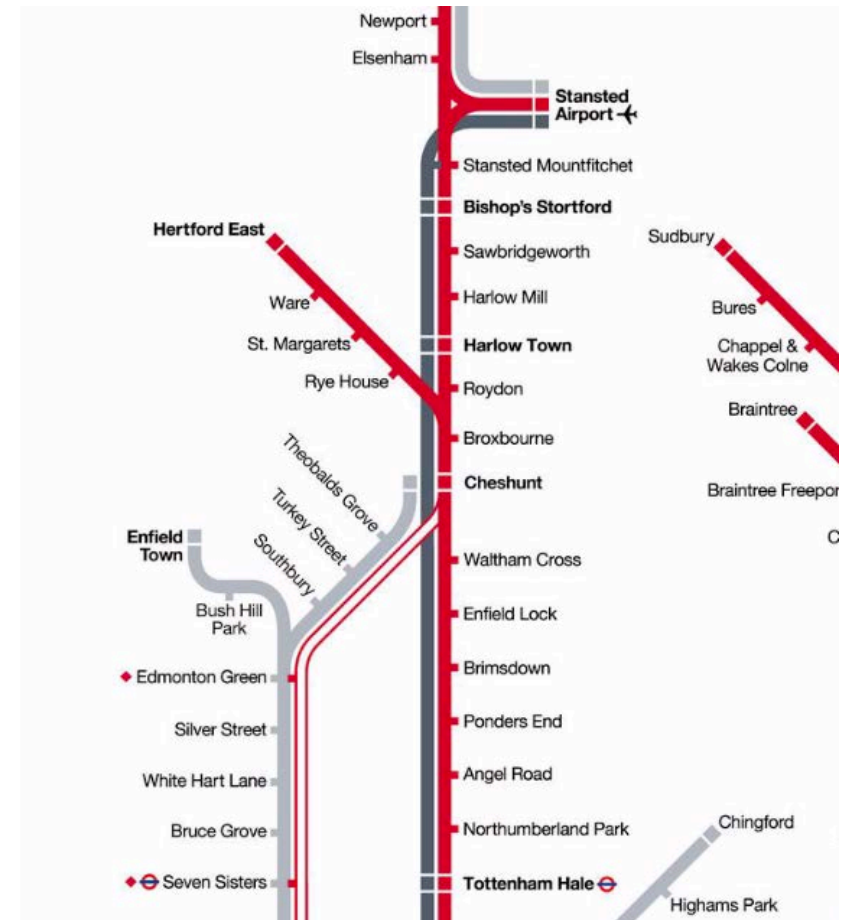 Newport
Elsenham
Stansted
Airport
Stansted Mountfitchet
Bishop's Stortford
Hertford East
Sudbury
Sawbridgeworth
Ware
Harlow Mill
Bures
St. Margarets
Harlow Town
Chappel &
Wakes Colne
Rye House
Roydon
Braintree
Broxbourne
Theobalds Grove
Cheshunt
Braintree Freepor
Turkey Street
Enfield
Town
C
Southbury
Waltham Cross
Bush Hill
Park
Enfield Lock
Edmonton Green
Brimsdown
Silver Street
Ponders End
White Hart Lane
Angel Road
Bruce Grove
Northumberland Park
Chingford
Seven Sisters
Tottenham Hale
Highams Park